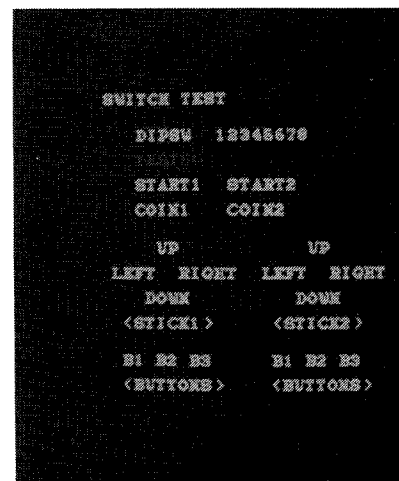 SWITCH TEST
DIPSW 12345678
START1 START2
COIN1 COIN2
UP UP
LEFT RIGHT LEFT RIGHT
DOWN DOWN
<STICK1> <STICK2>
B1 B2 B3 B1 B2 B3
<BUTTONS> <BUTTONS>